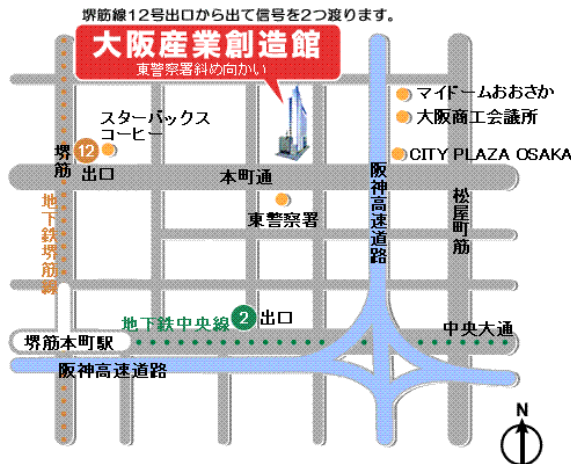 堺筋線12号出口から出て信号を2つ渡ります。
大阪産業創造館
東警察署斜め向かい
マイドームおおさか
大阪商工会議所
スターバックス
コーヒー
堺筋
12
出口
CITY PLAZA OSAKA
本町通
阪神高速道路
松屋町筋
東警察署
地下鉄堺筋線
地下鉄中央線
2
出口
堺筋本町駅
中央大通
阪神高速道路
N